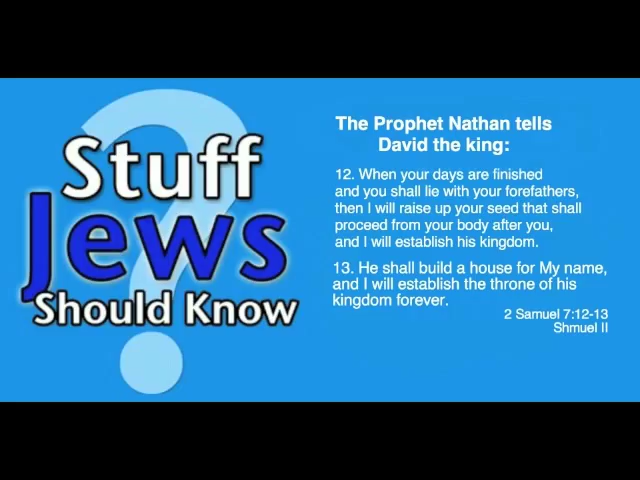 Stuff
Jews
Should Know
?
The Prophet Nathan tells
David the king:
12. When your days are finished
and you shall lie with your forefathers,
then I will raise up your seed that shall
proceed from your body after you,
and I will establish his kingdom.
13. He shall build a house for My name,
and I will establish the throne of his
kingdom forever.
2 Samuel 7:12-13
Shmuel II